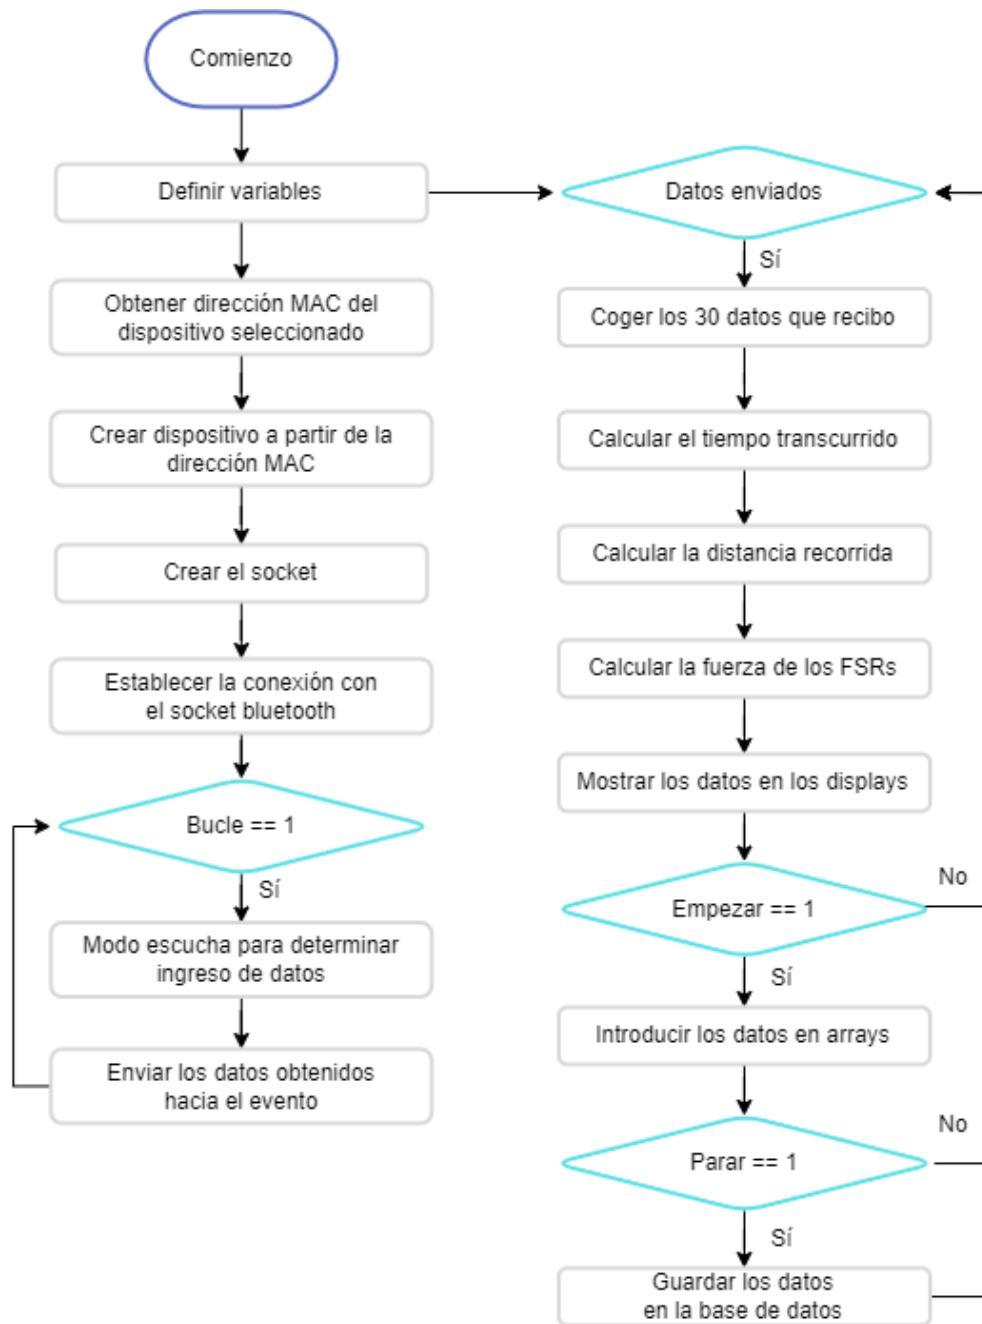 Comienzo
Definir variables
Obtener dirección MAC del
dispositivo seleccionado
Crear dispositivo a partir de la
dirección MAC
Crear el socket
Establecer la conexión con
el socket bluetooth
Bucle == 1
Sí
Modo escucha para determinar
ingreso de datos
Enviar los datos obtenidos
hacia el evento
Datos enviados
Sí
Coger los 30 datos que recibo
Calcular el tiempo transcurrido
Calcular la distancia recorrida
Calcular la fuerza de los FSRs
Mostrar los datos en los displays
Empezar == 1
No
Sí
Introducir los datos en arrays
Parar == 1
No
Sí
Guardar los datos
en la base de datos